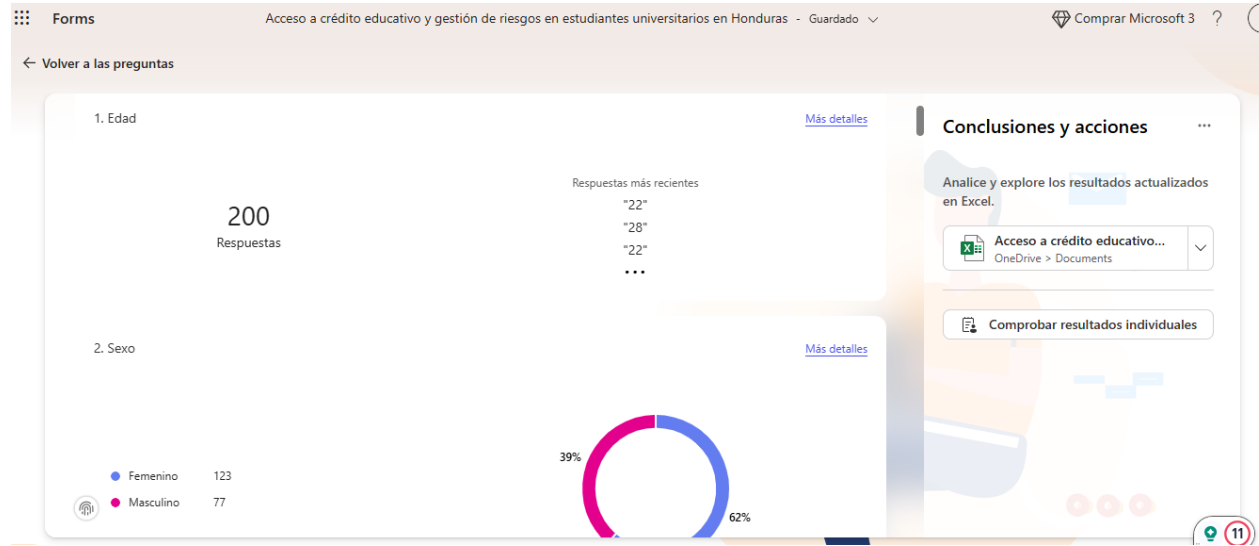 Forms
Acceso a crédito educativo y gestión de riesgos en estudiantes universitarios en Honduras - Guardado
Comprar Microsoft 3 ?
Volver a las preguntas
1. Edad
Más detalles
200
Respuestas
Respuestas más recientes
"22"
"28"
"22"
...
2. Sexo
Más detalles
Femenino 123
Masculino 77
39%
62%
Conclusiones y acciones
...
Analice y explore los resultados actualizados
en Excel.
Acceso a crédito educativo...
OneDrive > Documents
Comprobar resultados individuales
11